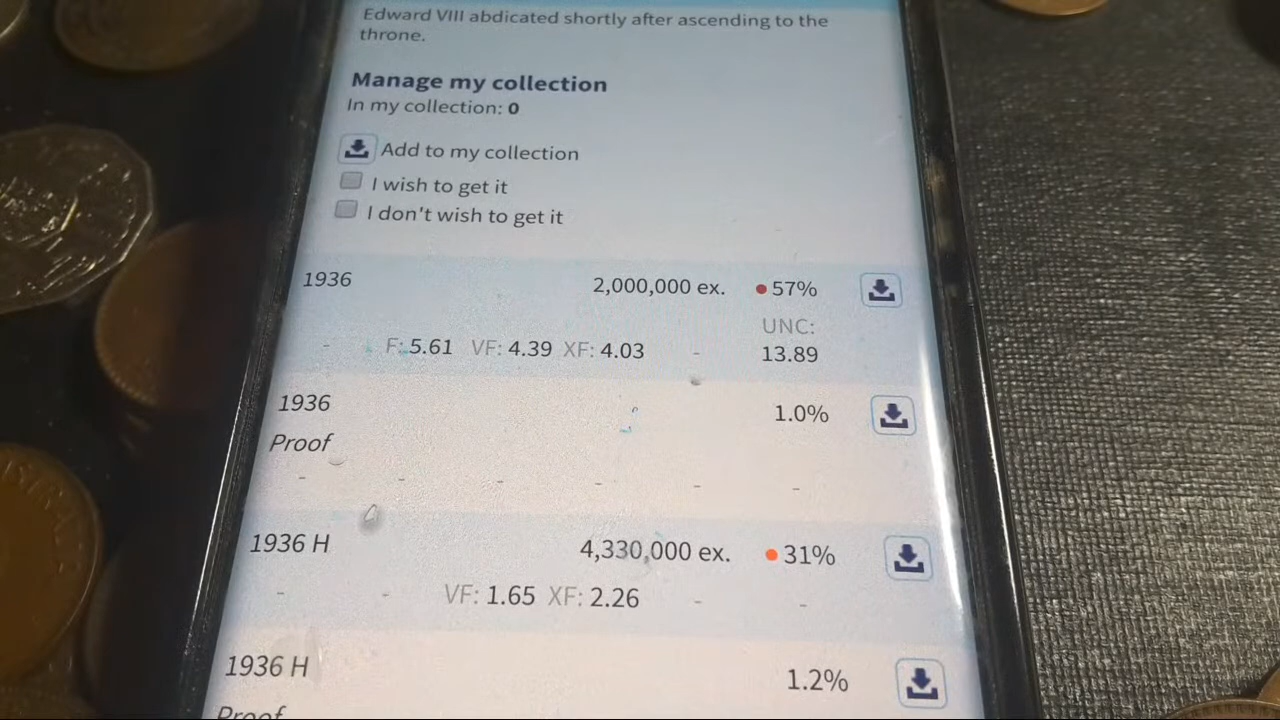 Edward VIII abdicated shortly after ascending to the
throne.
Manage my collection
In my collection: 0
Add to my collection
I wish to get it
I don't wish to get it
1936 2,000,000 ex. 57%
UNC:
- F: 5.61 VF: 4.39 XF: 4.03 - 13.89
1936 1.0%
Proof
- - - - - -
1936 H 4,330,000 ex. 31%
- - VF: 1.65 XF: 2.26 - -
1936 H 1.2%
Proof